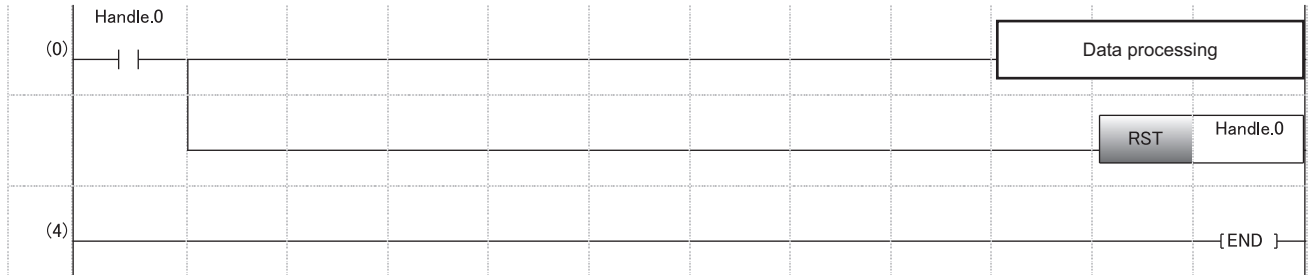 Handle.0
(0)
Data processing
RST Handle.0
(4)
[END ]